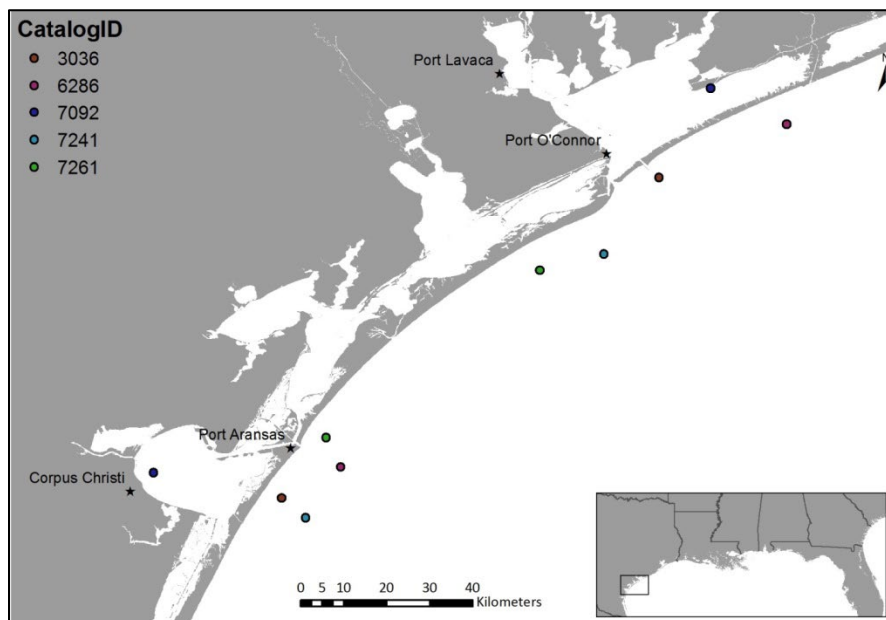 CatalogID
3036
6286
7092
7241
7261
Port Lavaca
N
Port O'Connor
Port Aransas
Corpus Christi
0 5 10 20 30 40
Kilometers